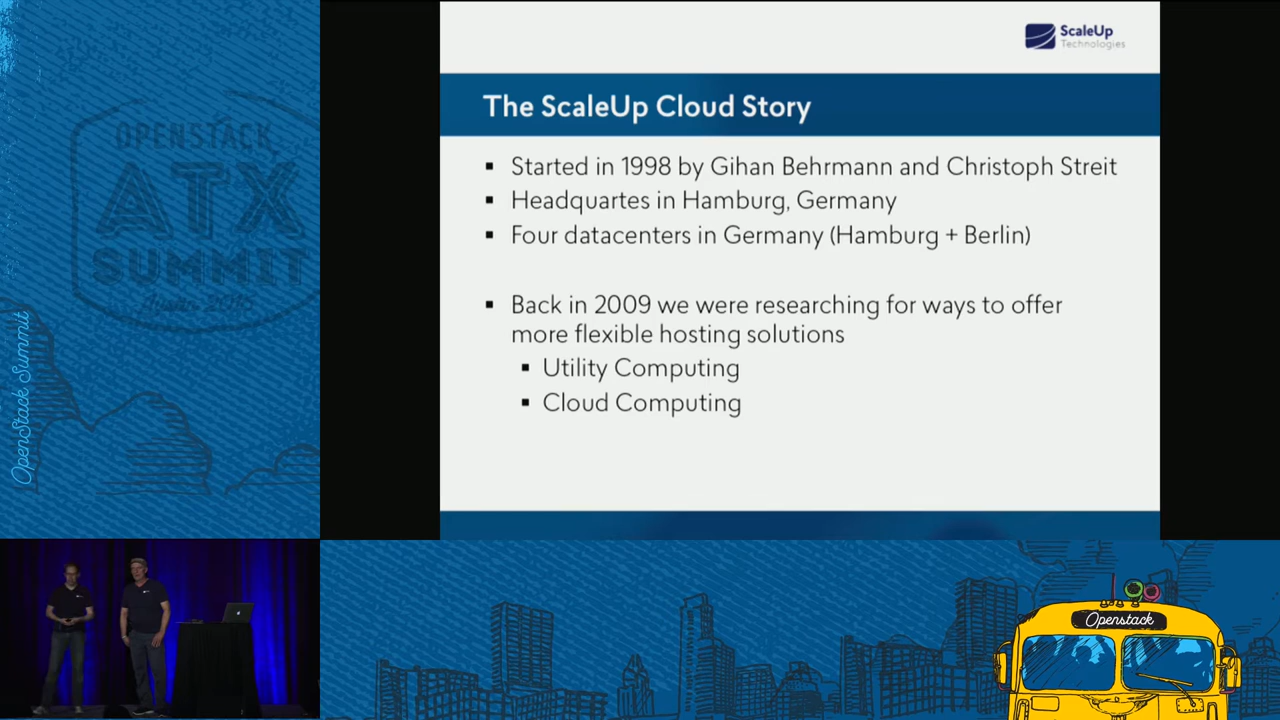 ScaleUp
Technologies
The ScaleUp Cloud Story
▪ Started in 1998 by Gihan Behrmann and Christoph Streit
▪ Headquartes in Hamburg, Germany
▪ Four datacenters in Germany (Hamburg + Berlin)
▪ Back in 2009 we were researching for ways to offer
more flexible hosting solutions
▪ Utility Computing
▪ Cloud Computing
OPENSTACK
ATX
SUMMIT
Austin 2016
OpenStack Summit
Openstack